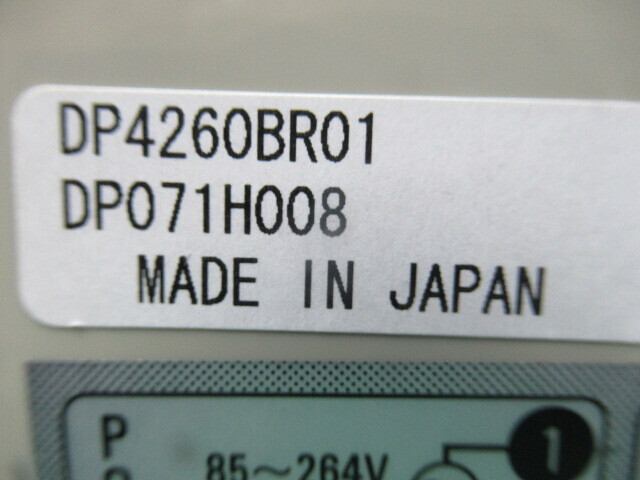 DP4260BR01
DP071H008
MADE IN JAPAN
P
85～264V
1